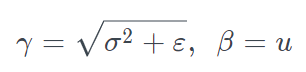 γ = √(σ² + ε), β = u